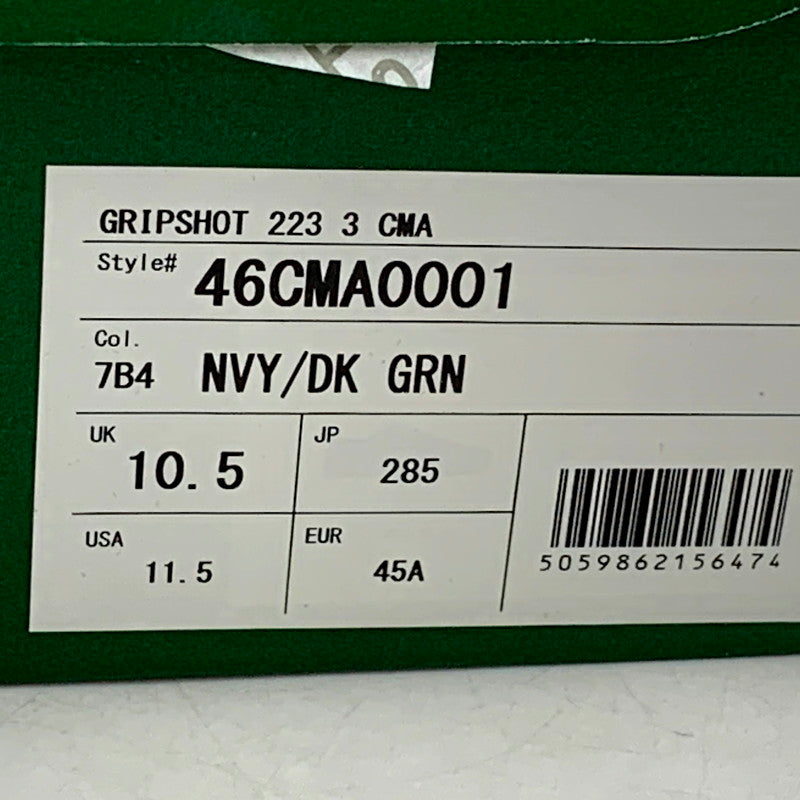 GRIPSHOT 223 3 CMA
Style# 46CMA0001
Col.
7B4 NVY/DK GRN
UK 10.5
JP 285
USA 11.5
EUR 45A
5059862156474